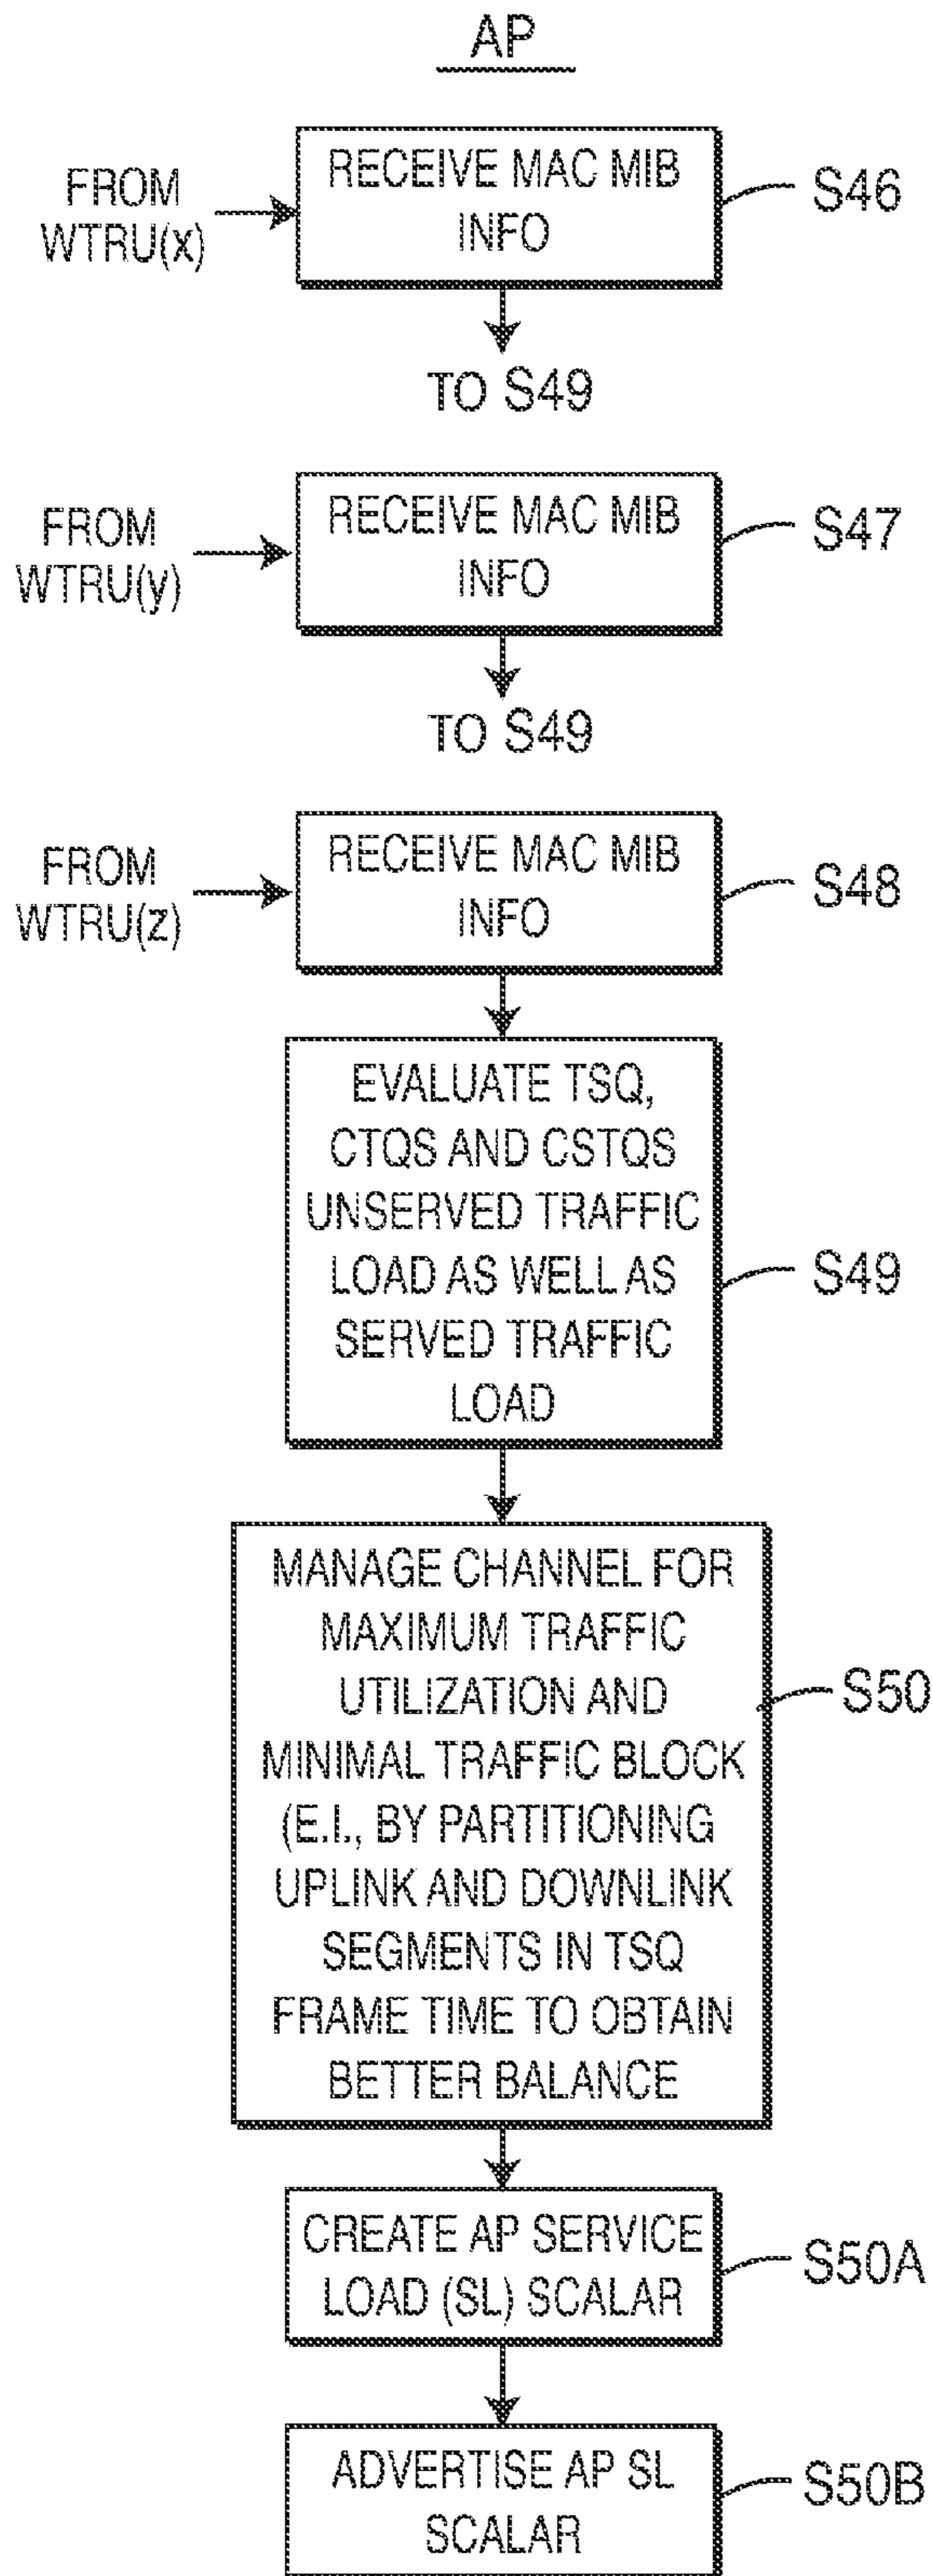 AP
FROM
WTRU(x)
RECEIVE MAC MIB
INFO
S46
TO S49
FROM
WTRU(y)
RECEIVE MAC MIB
INFO
S47
TO S49
FROM
WTRU(z)
RECEIVE MAC MIB
INFO
S48
EVALUATE TSQ,
CTQS AND CSTQS
UNSERVED TRAFFIC
LOAD AS WELL AS
SERVED TRAFFIC
LOAD
S49
MANAGE CHANNEL FOR
MAXIMUM TRAFFIC
UTILIZATION AND
MINIMAL TRAFFIC BLOCK
(E.I., BY PARTITIONING
UPLINK AND DOWNLINK
SEGMENTS IN TSQ
FRAME TIME TO OBTAIN
BETTER BALANCE
S50
CREATE AP SERVICE
LOAD (SL) SCALAR
S50A
ADVERTISE AP SL
SCALAR
S50B